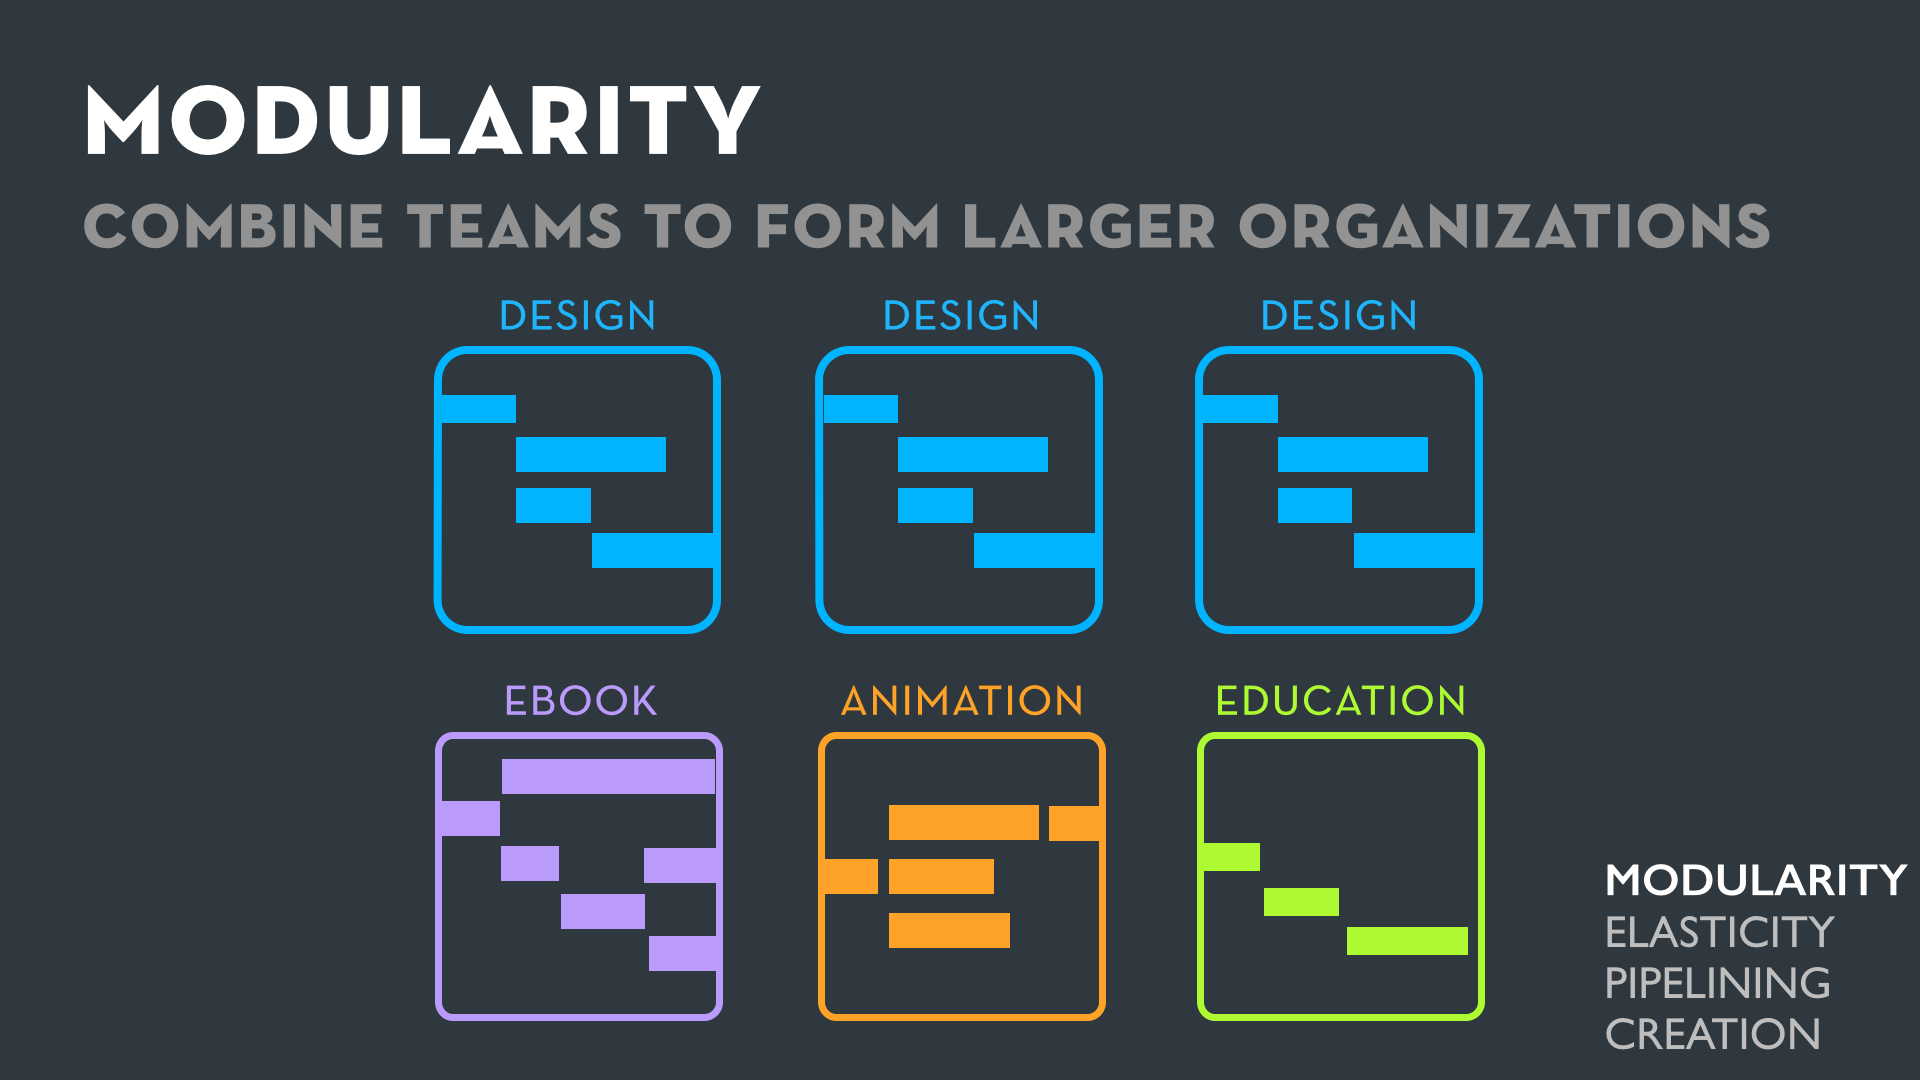 MODULARITY
COMBINE TEAMS TO FORM LARGER ORGANIZATIONS
DESIGN
DESIGN
DESIGN
EBOOK
ANIMATION
EDUCATION
MODULARITY
ELASTICITY
PIPELINING
CREATION